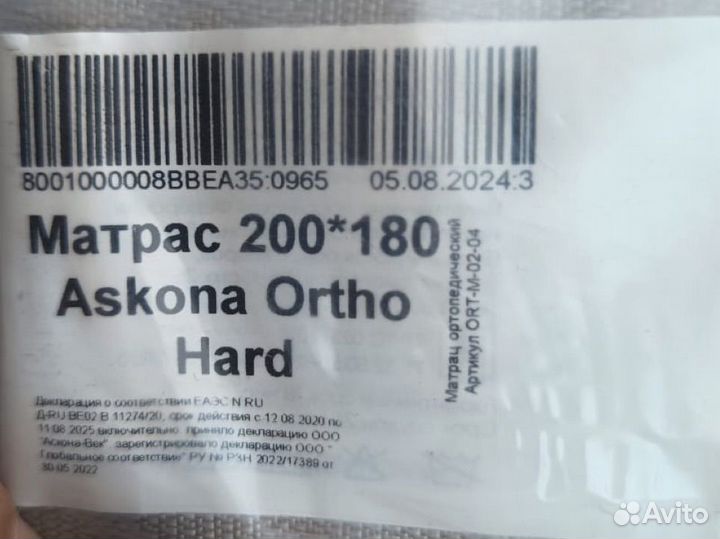 8001000008BBEA35:0965 05.08.2024:3
Матрас 200*180
Askona Ortho
Hard
Матрац ортопедический
Артикул ORT-M-02-04
Декларация о соответствии ЕАЭС N RU
Д-RU.ВЕ02.В.11274/20, срок действия с 12.08.2020 по
11.08.2025 включительно, приняло декларацию ООО
"Аскона-Век", зарегистрировало декларацию ООО "
Глобальное соответствие" РУ № РЗН 2022/17389 от
30.05.2022
Avito